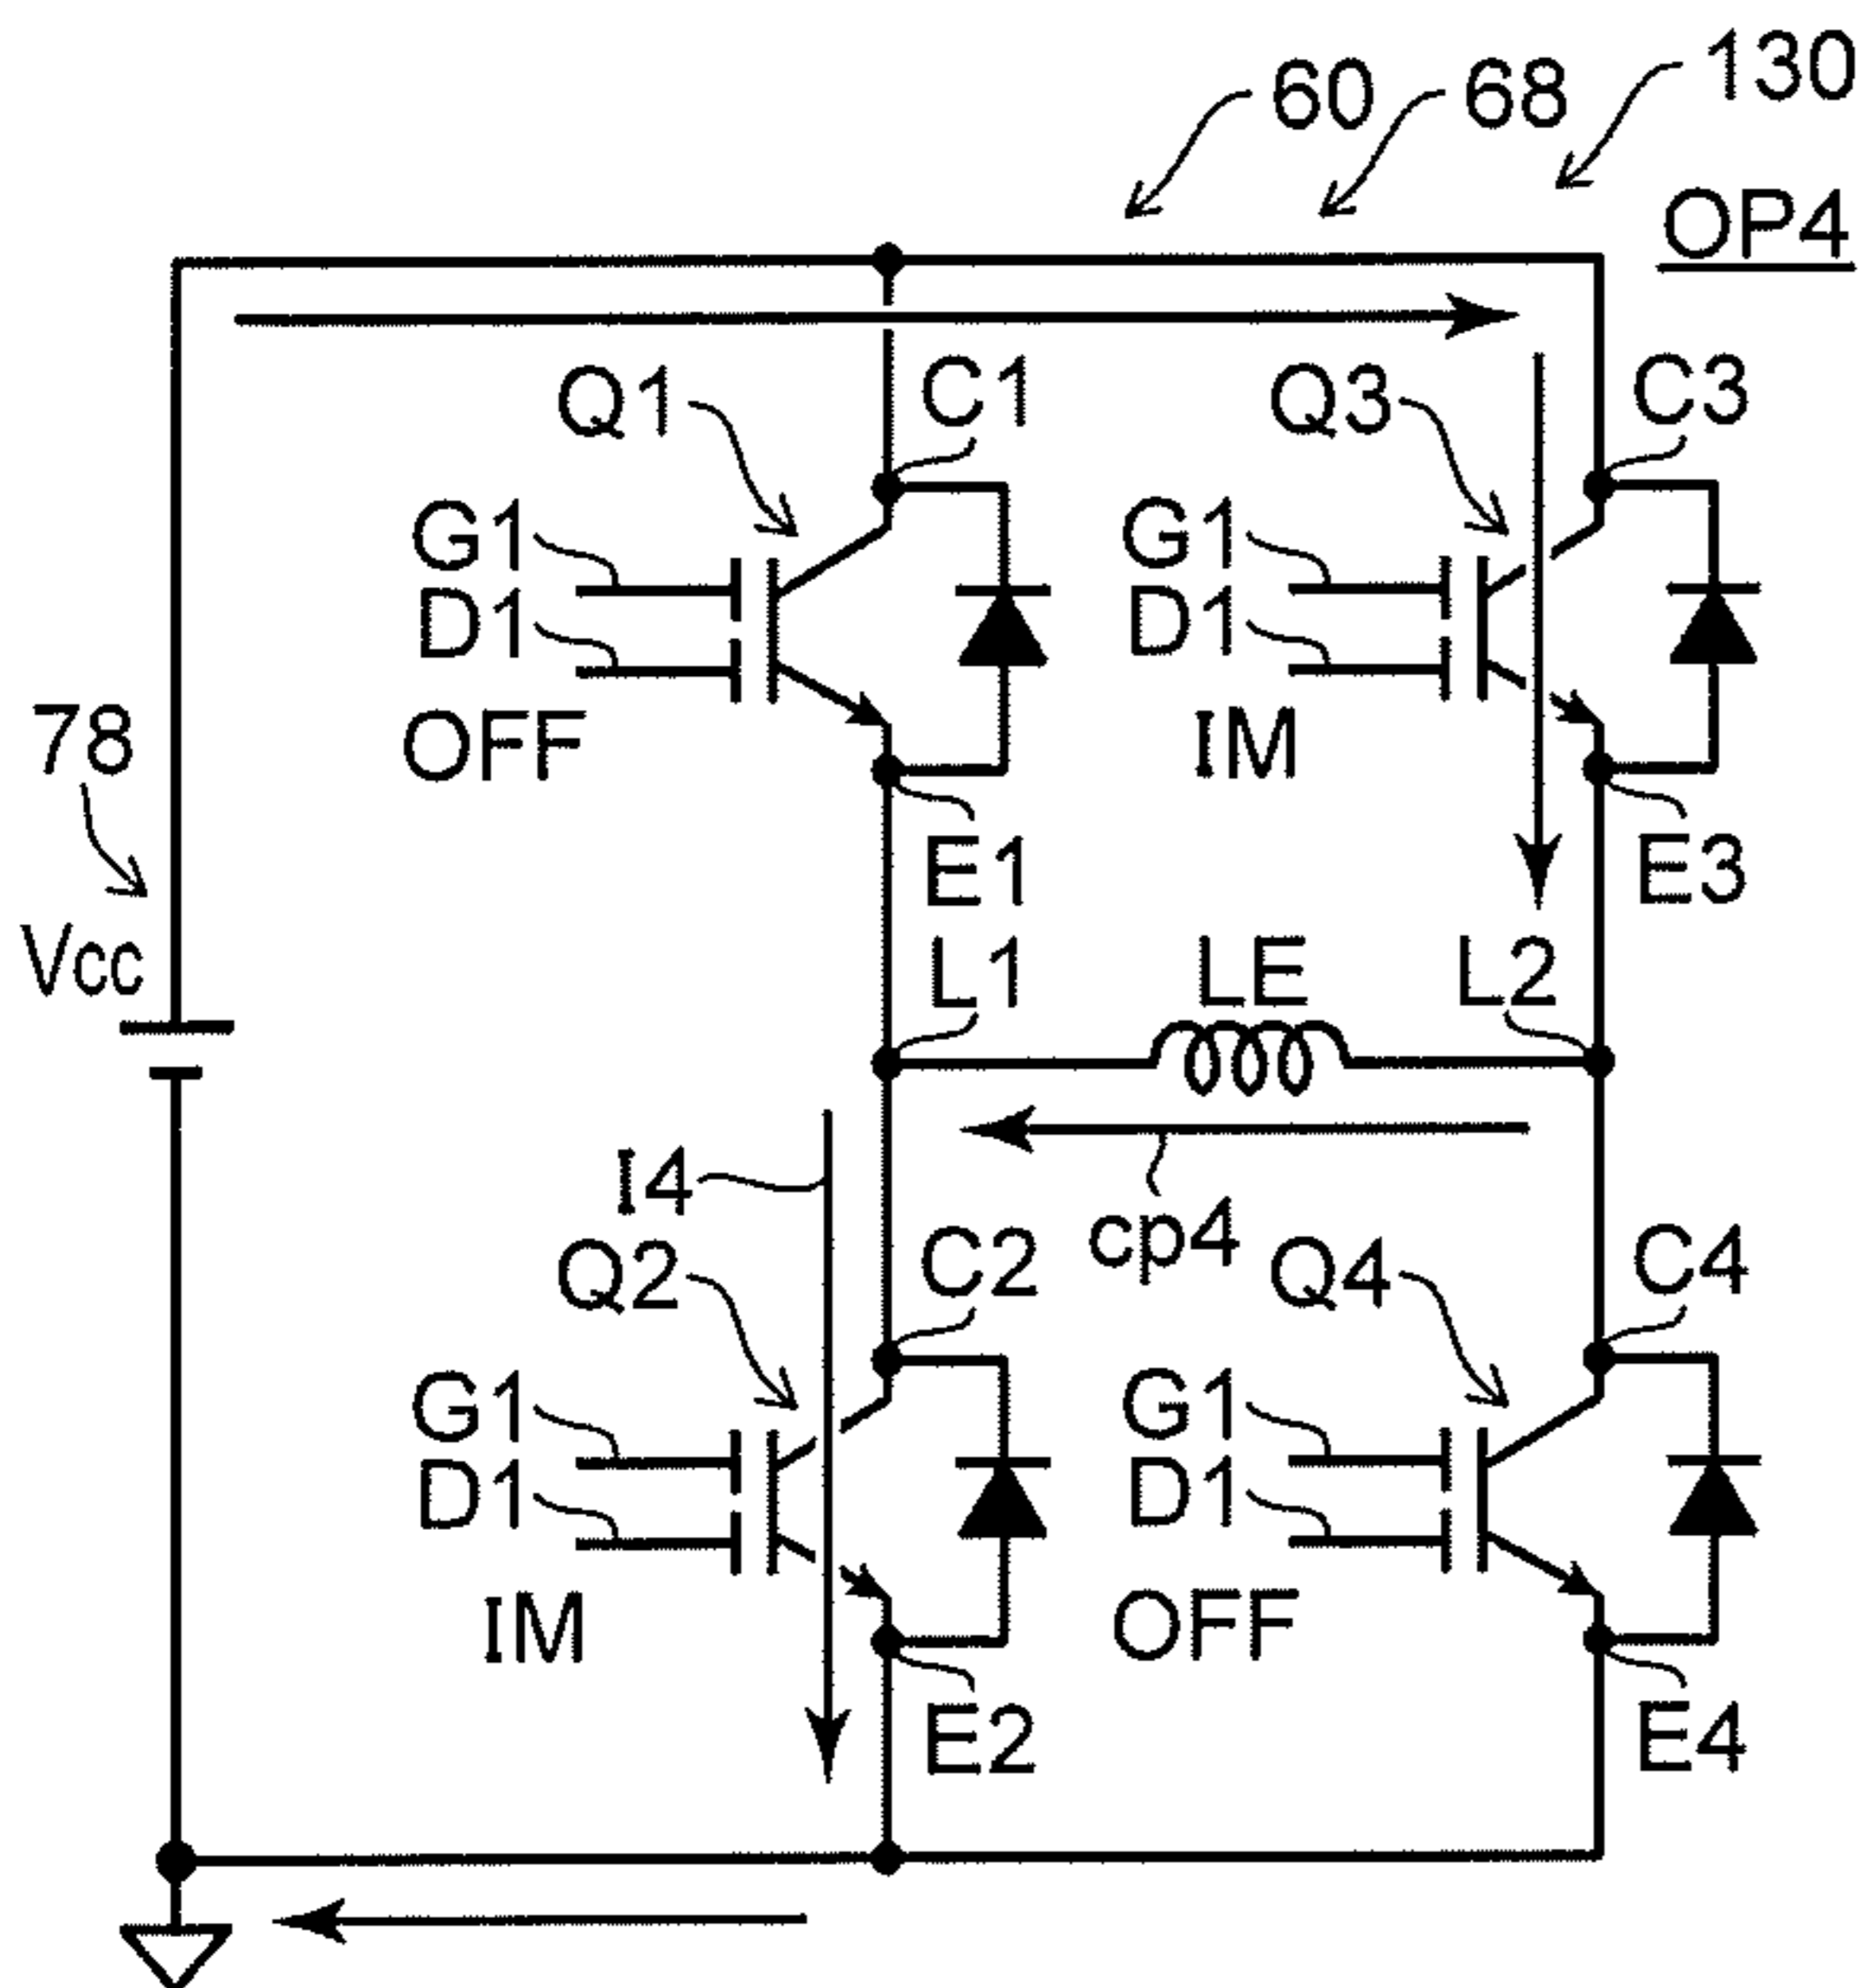 60 68 130
OP4
Q1 C1 Q3 C3
G1 G1
D1 D1
OFF IM
78
E1 E3
Vcc
L1 LE L2
I4
cp4
Q2 C2 Q4 C4
G1 G1
D1 D1
IM OFF
E2 E4